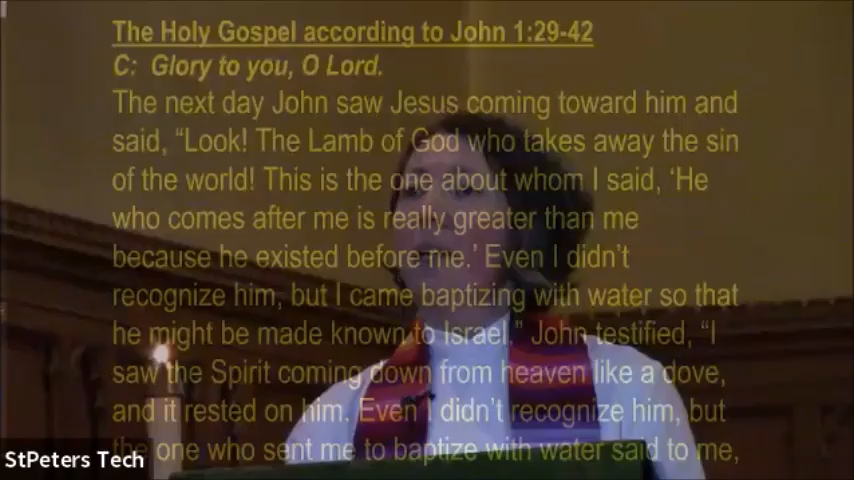 The Holy Gospel according to John 1:29-42
C: Glory to you, O Lord.
The next day John saw Jesus coming toward him and
said, “Look! The Lamb of God who takes away the sin
of the world! This is the one about whom I said, ‘He
who comes after me is really greater than me
because he existed before me.’ Even I didn’t
recognize him, but I came baptizing with water so that
he might be made known to Israel.” John testified, “I
saw the Spirit coming down from heaven like a dove,
and it rested on him. Even I didn’t recognize him, but
the one who sent me to baptize with water said to me,
StPeters Tech